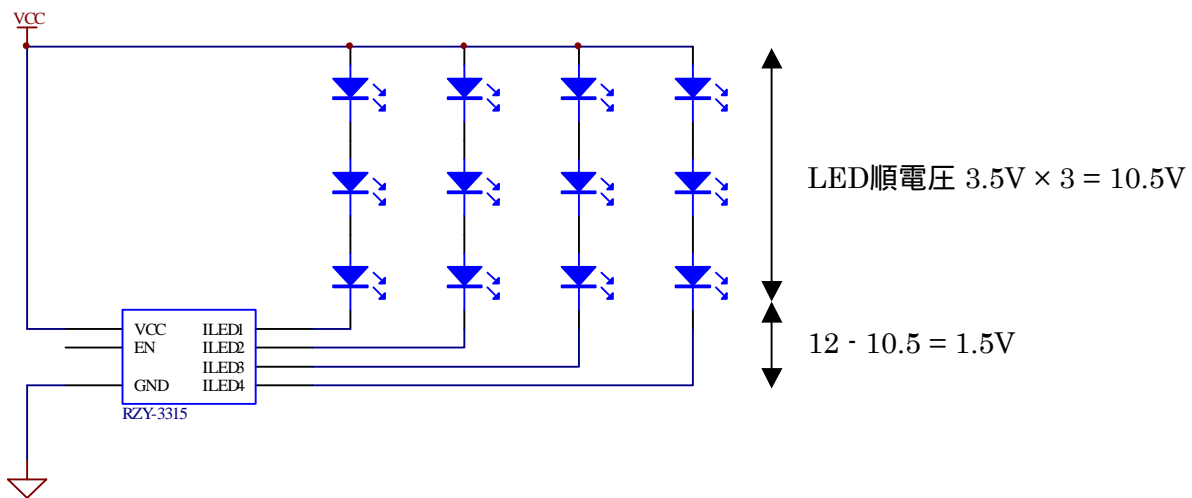 VCC
LED順電圧 3.5V × 3 = 10.5V
12 - 10.5 = 1.5V
VCC ILED1
EN ILED2
ILED3
GND ILED4
RZY-3315